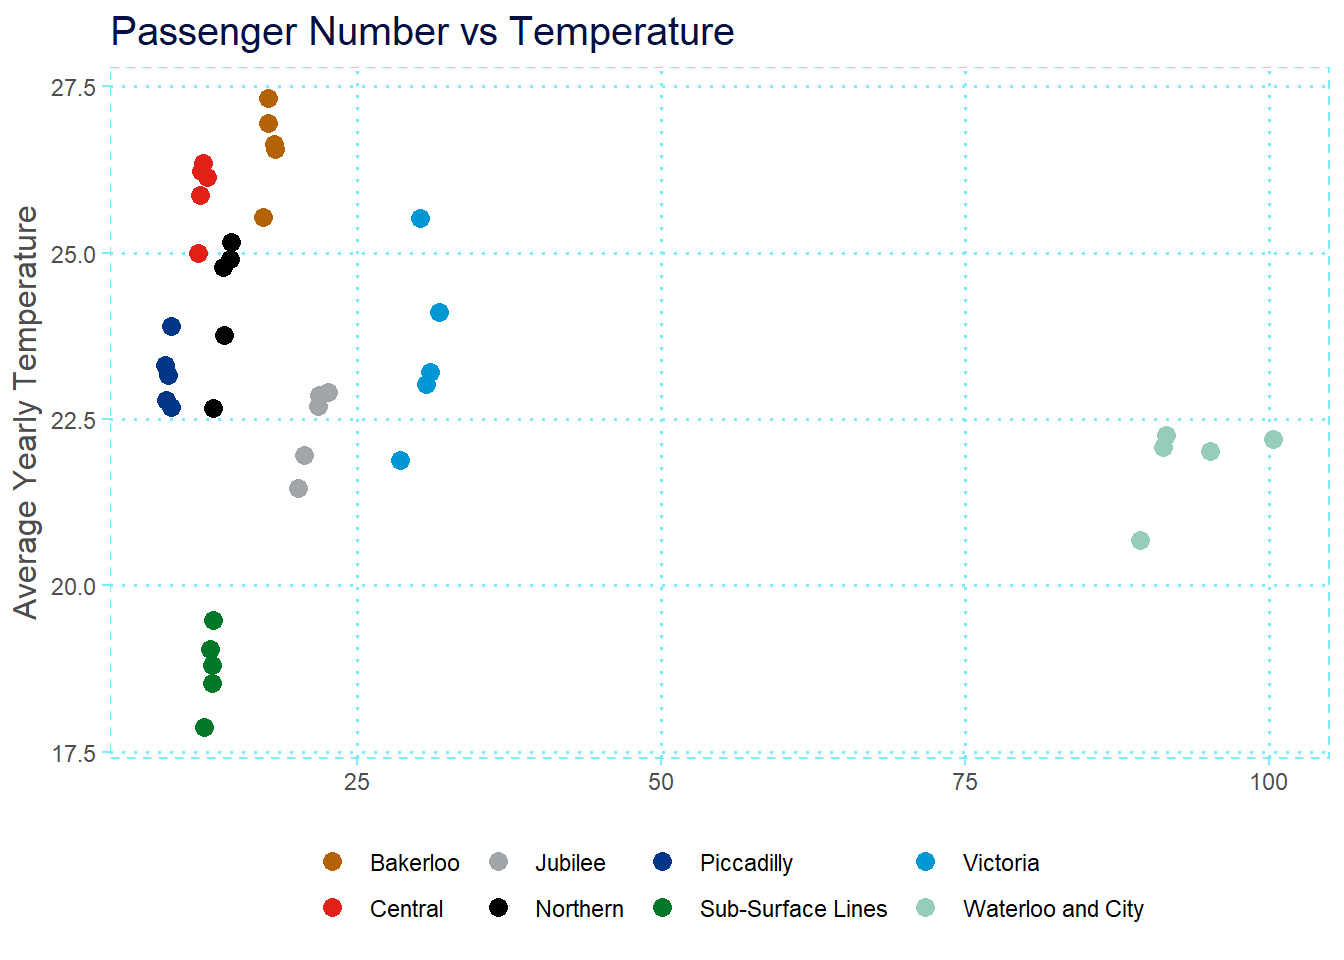 Passenger Number vs Temperature
Average Yearly Temperature
27.5
25.0
22.5
20.0
17.5
25 50 75 100
Bakerloo Jubilee Piccadilly Victoria
Central Northern Sub-Surface Lines Waterloo and City